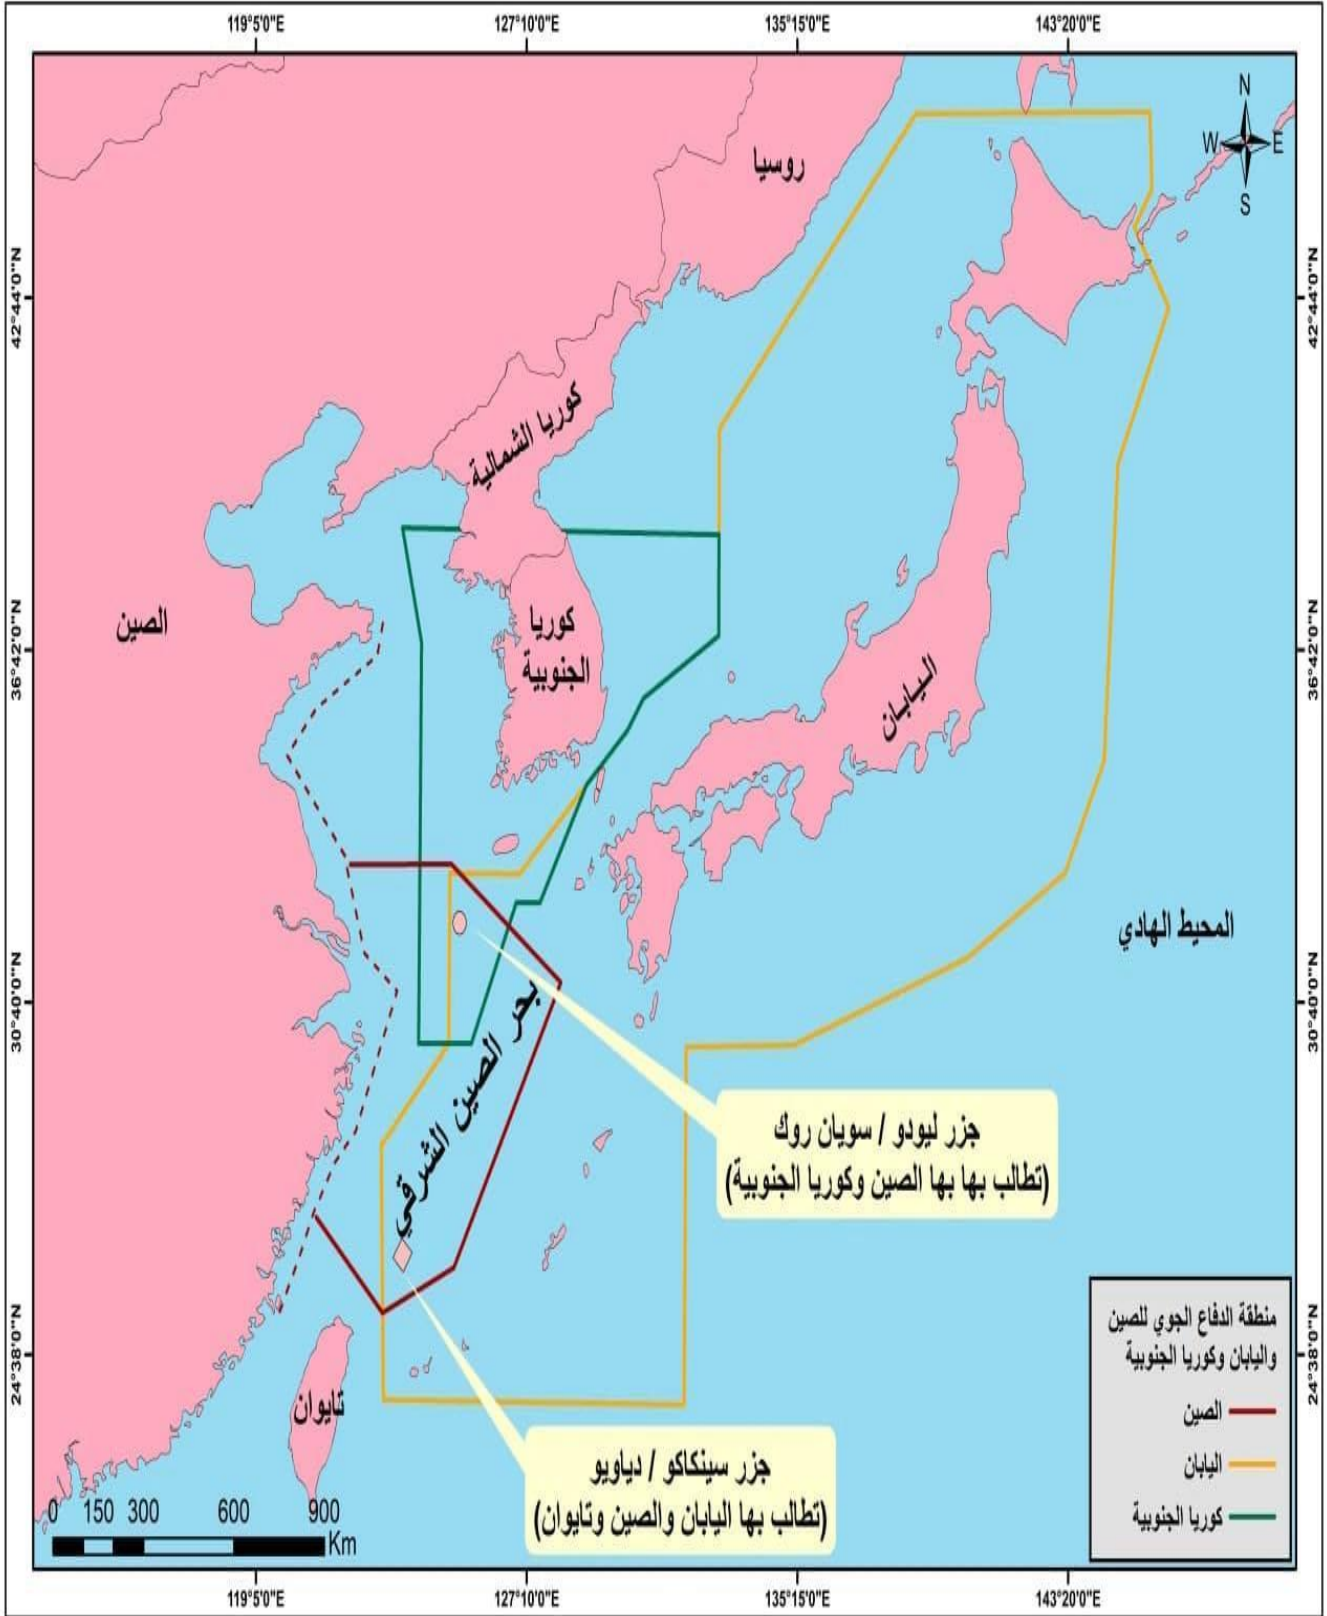 119°5'0"E
127°10'0"E
135°15'0"E
143°20'0"E
N
W
E
S
روسيا
42°44'0"N
42°44'0"N
كوريا الشمالية
الصين
كوريا
الجنوبية
36°42'0"N
36°42'0"N
اليابان
المحيط الهادي
30°40'0"N
30°40'0"N
بحر الصين الشرقي
جزر ليودو / سويان روك
(تطالب بها بها الصين وكوريا الجنوبية)
24°38'0"N
24°38'0"N
تايوان
جزر سينكاكو / دياويو
(تطالب بها اليابان والصين وتايوان)
منطقة الدفاع الجوي للصين
واليابان وكوريا الجنوبية
الصين
اليابان
كوريا الجنوبية
0 150 300 600 900
Km
119°5'0"E
127°10'0"E
135°15'0"E
143°20'0"E